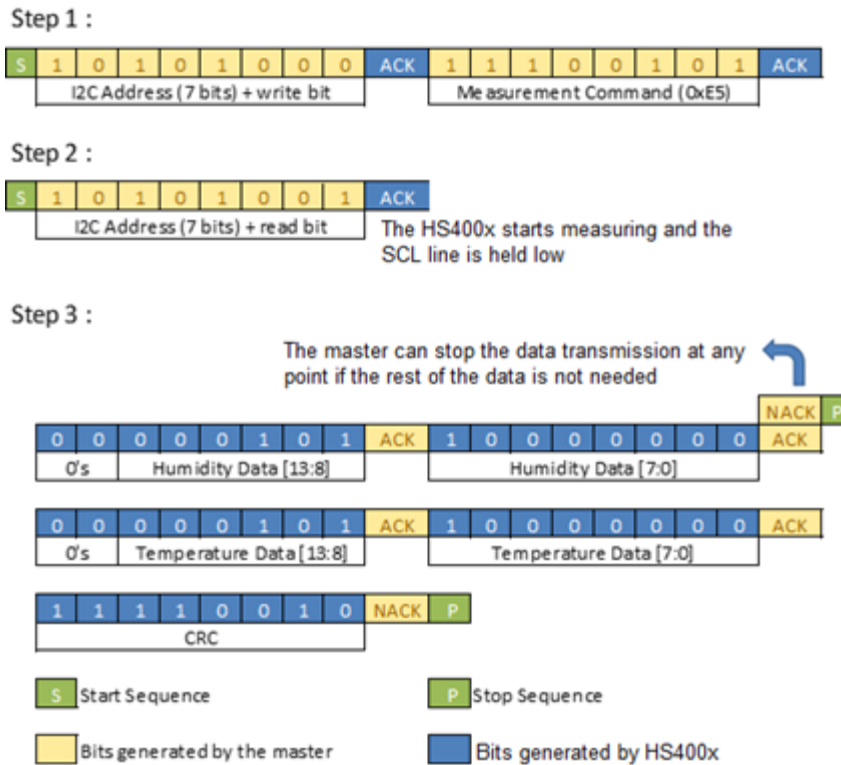 Step 1 :
S 1 0 1 0 1 0 0 0 ACK 1 1 1 0 0 1 0 1 ACK
I2C Address (7 bits) + write bit Measurement Command (0xE5)
Step 2 :
S 1 0 1 0 1 0 0 1 ACK
I2C Address (7 bits) + read bit
The HS400x starts measuring and the
SCL line is held low
Step 3 :
The master can stop the data transmission at any
point if the rest of the data is not needed
NACK P
0 0 0 0 0 1 0 1 ACK 1 0 0 0 0 0 0 0 ACK
0's Humidity Data [13:8] Humidity Data [7:0]
0 0 0 0 0 1 0 1 ACK 1 0 0 0 0 0 0 0 ACK
0's Temperature Data [13:8] Temperature Data [7:0]
1 1 1 1 0 0 1 0 NACK P
CRC
S Start Sequence P Stop Sequence
Bits generated by the master Bits generated by HS400x